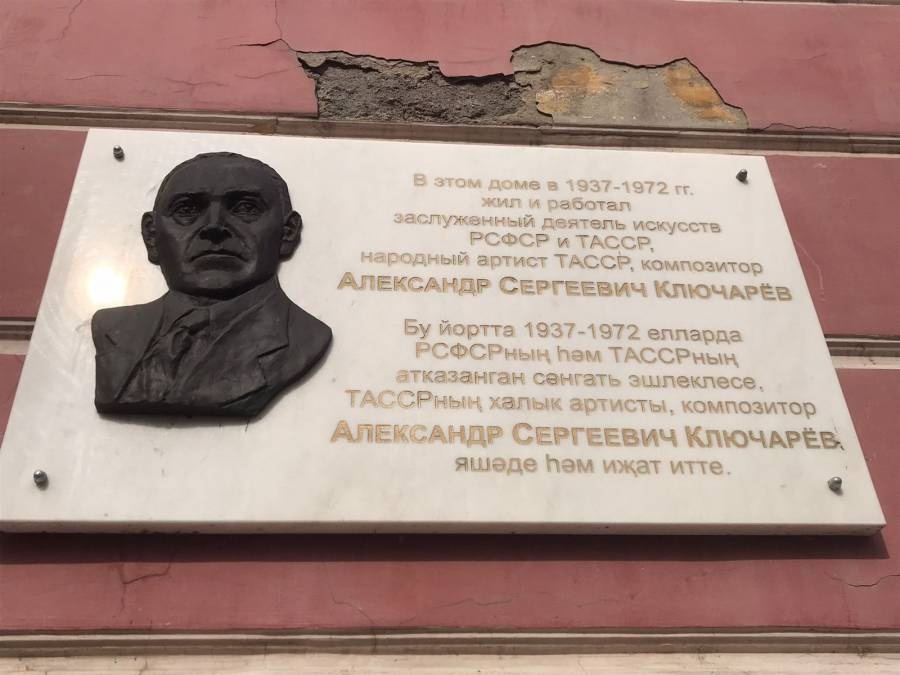 В этом доме в 1937-1972 гг.
жил и работал
заслуженный деятель искусств
РСФСР и ТАССР,
народный артист ТАССР, композитор
Александр Сергеевич Ключарёв
Бу йортта 1937-1972 елларда
РСФСРның һәм ТАССРның
атказанган сәнгать эшлеклесе,
ТАССРның халык артисты, композитор
Александр Сергеевич Ключарёв
яшәде һәм иҗат итте.